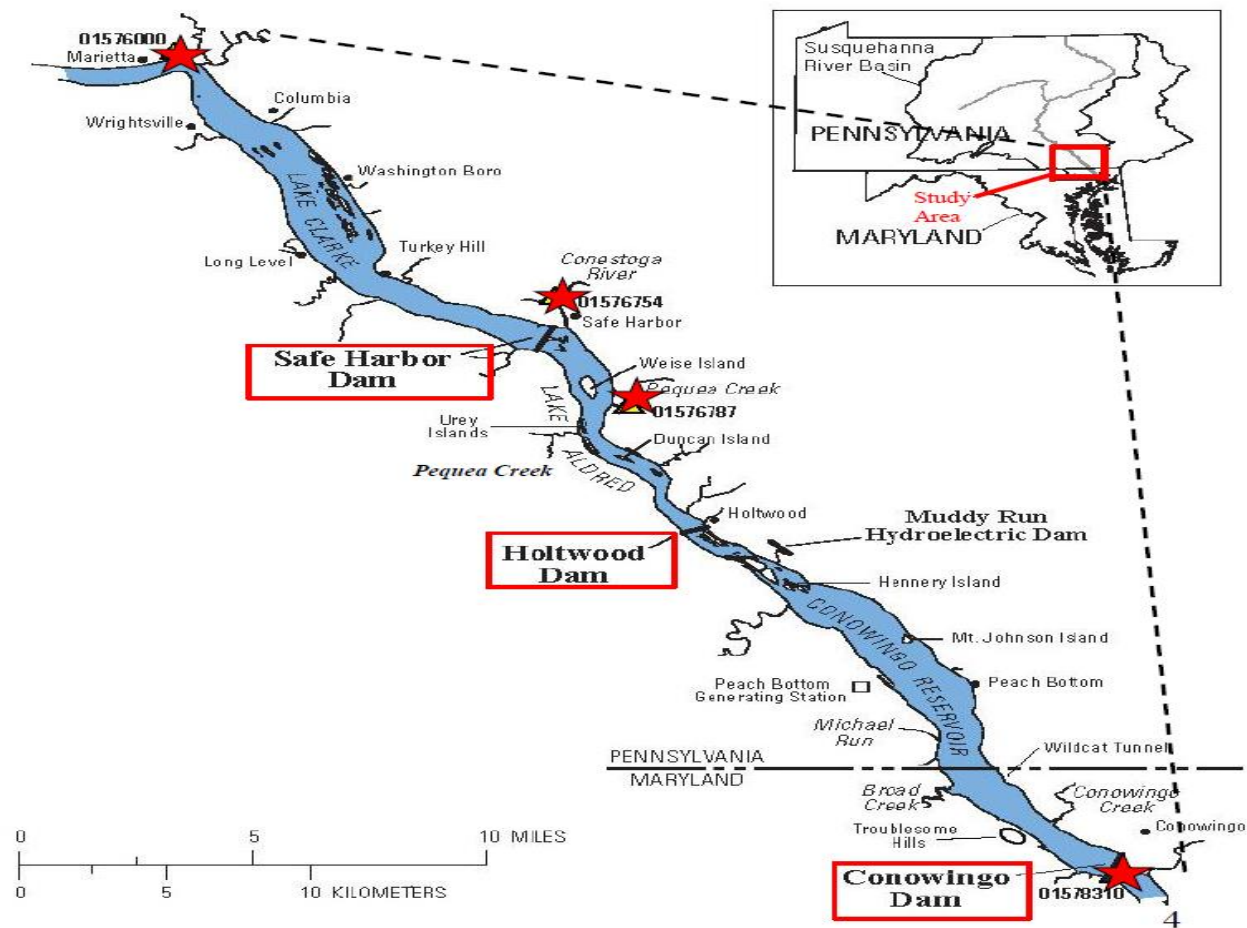 01576000
Marietta
Wrightsville
Columbia
Washington Boro
LAKE CLARKE
Long Level
Turkey Hill
Conestoga
River
01576754
Safe Harbor
Safe Harbor
Dam
Weise Island
Pequea Creek
01576787
LAKE
ALDRED
Urey
Islands
Duncan Island
Pequea Creek
Holtwood
Holtwood
Dam
Muddy Run
Hydroelectric Dam
Hennery Island
CONOWINGO RESERVOIR
Mt. Johnson Island
Peach Bottom
Generating Station
Peach Bottom
Michael
Run
PENNSYLVANIA
MARYLAND
Wildcat Tunnel
Broad
Creek
Conowingo
Creek
Troublesome
Hills
Conowingo
Conowingo
Dam
01578310
4
0 5 10 MILES
0 5 10 KILOMETERS
Susquehanna
River Basin
PENNSYLVANIA
Study
Area
MARYLAND